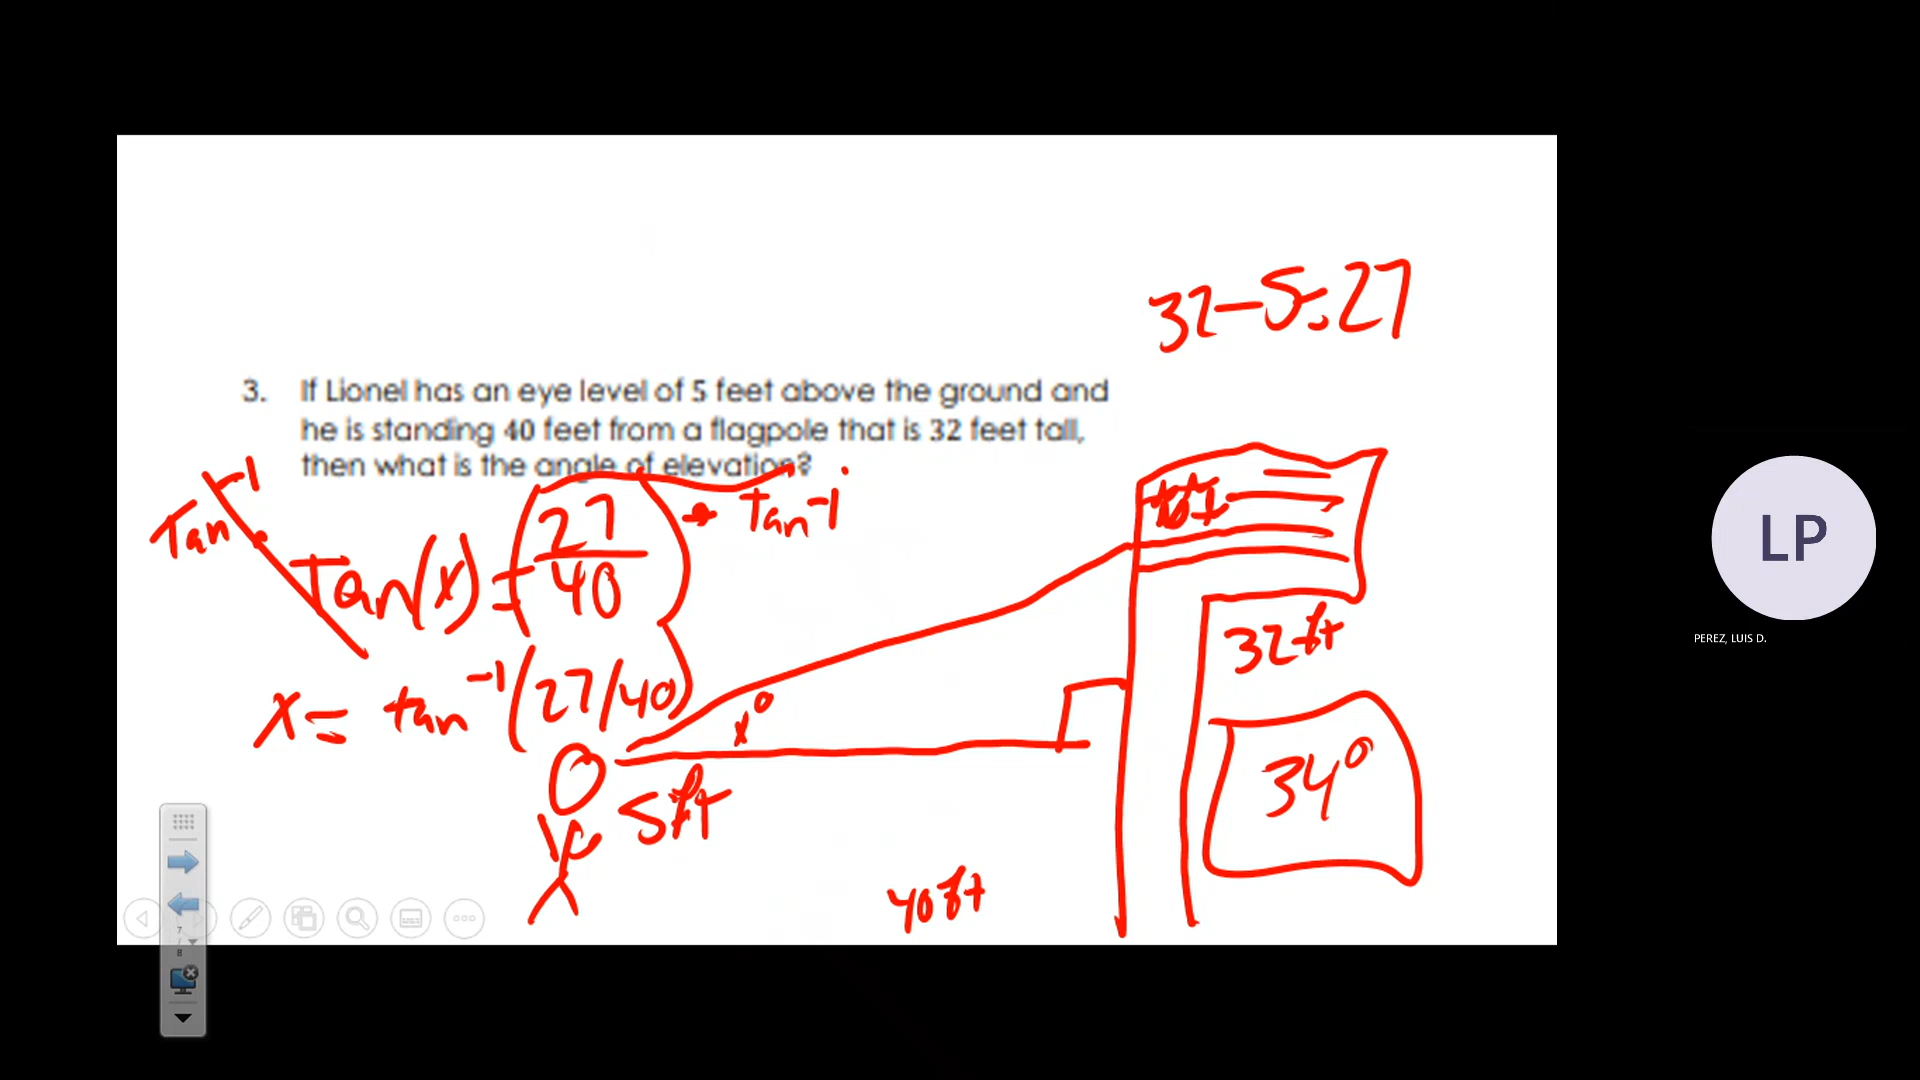 32-5=27
3. If Lionel has an eye level of 5 feet above the ground and
he is standing 40 feet from a flagpole that is 32 feet tall,
then what is the angle of elevation?
Tan-1
Tan(x) = (27/40) * Tan-1
x = tan-1(27/40)
x°
5ft
40ft
32ft
34°
7
/
8
LP
PEREZ, LUIS D.